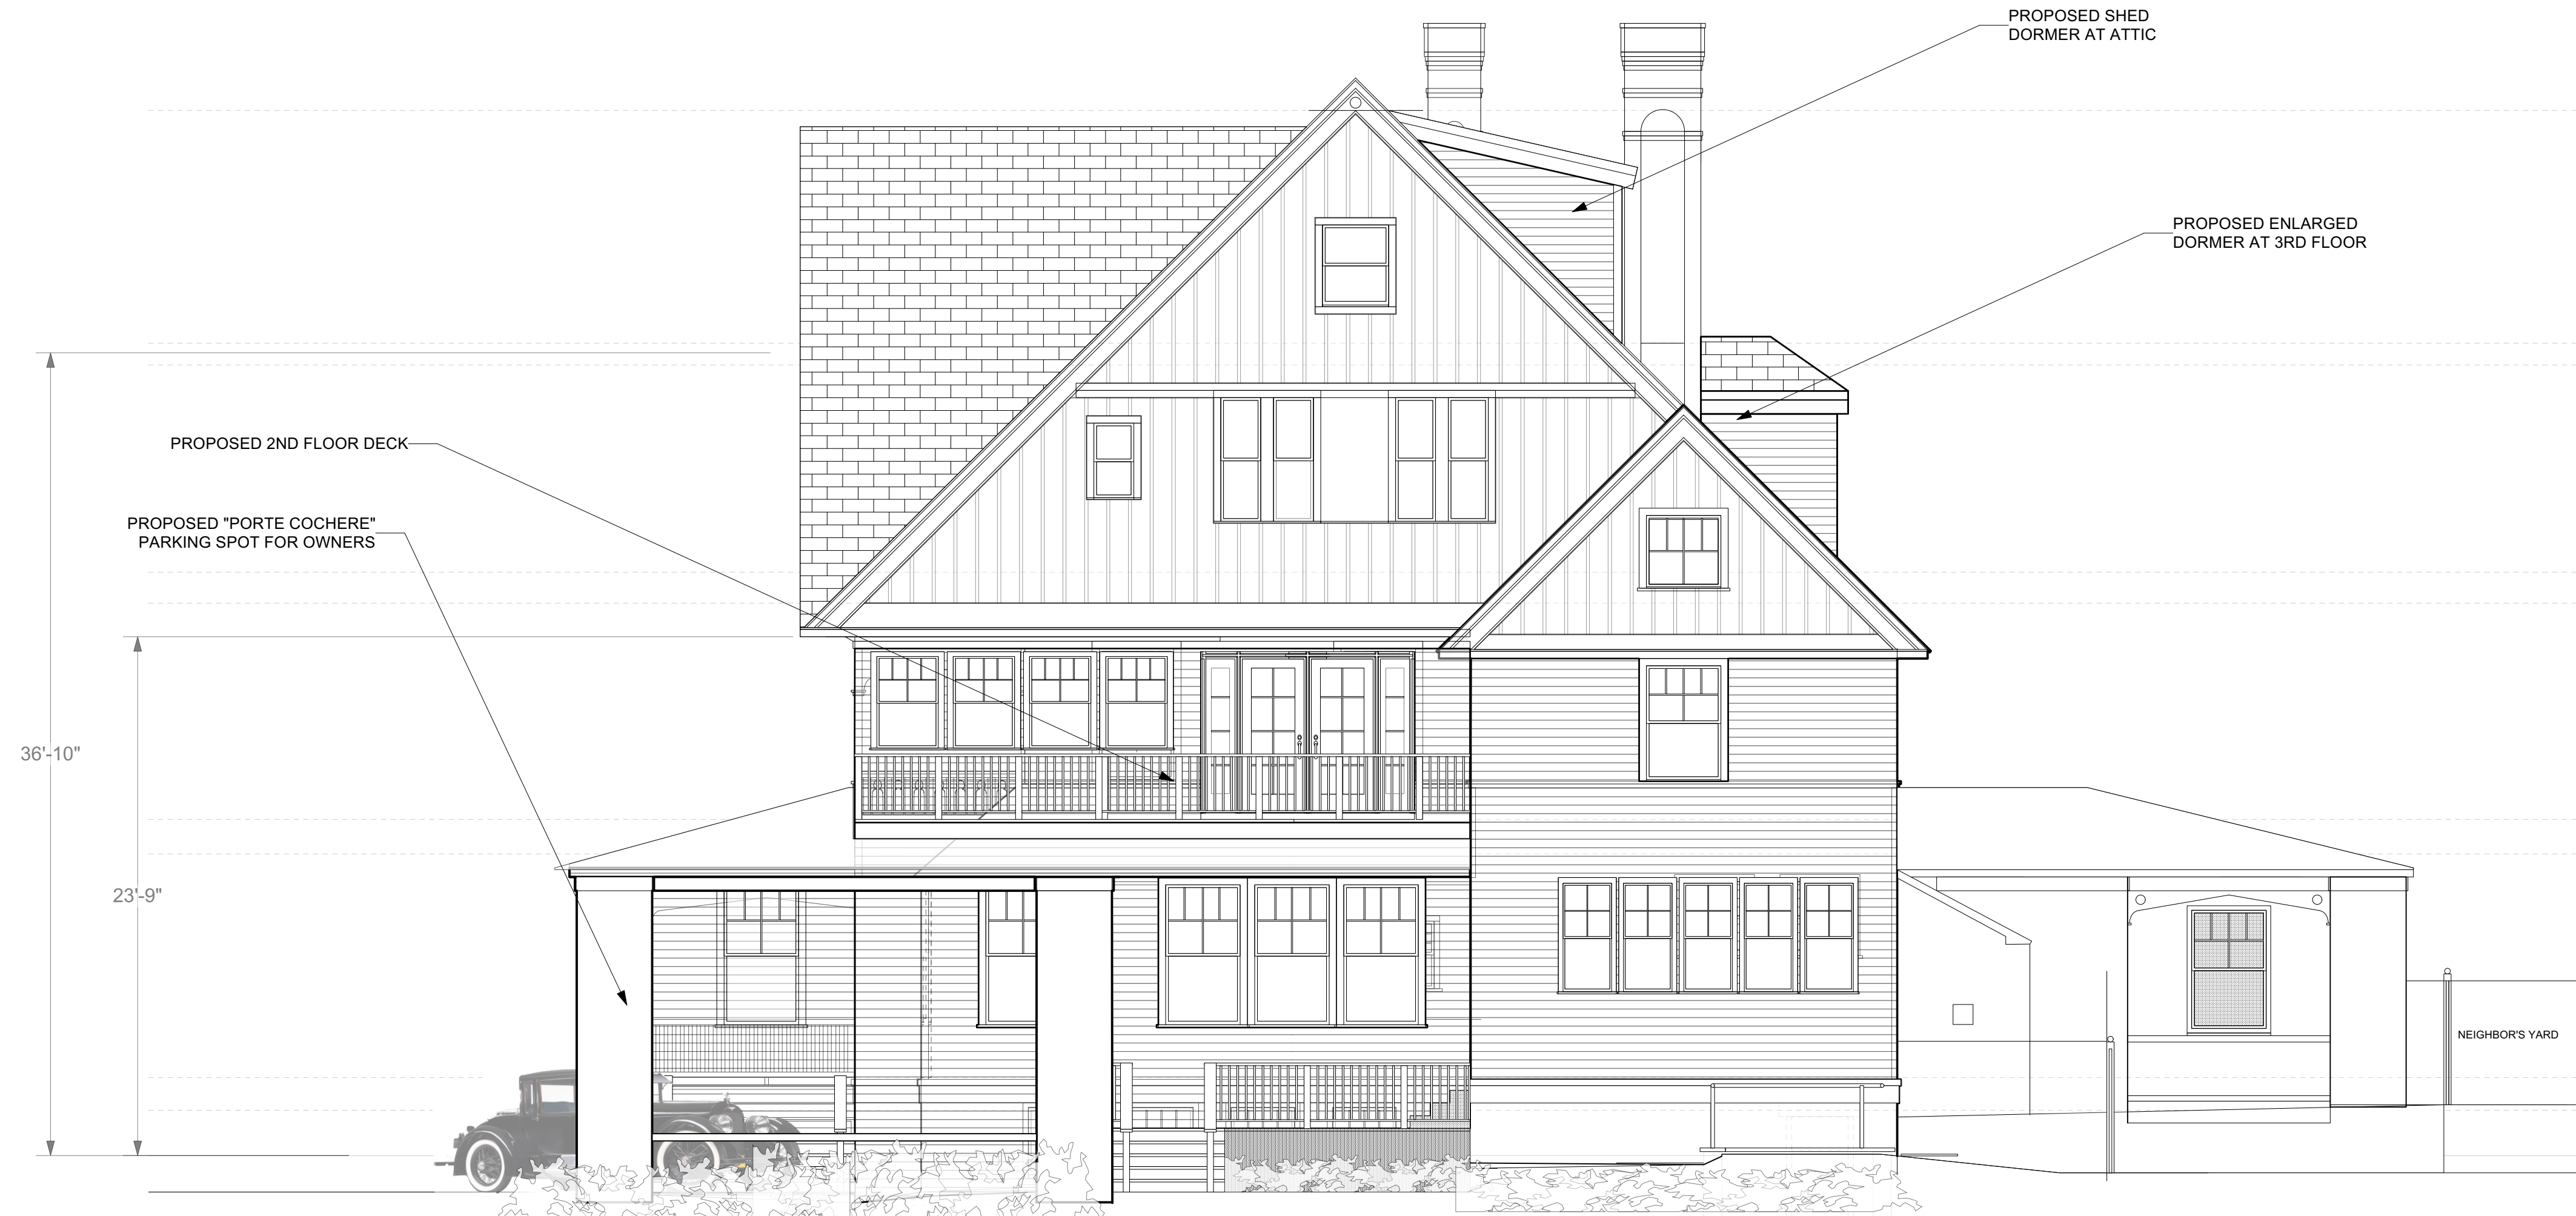 PROPOSED SHED
DORMER AT ATTIC
PROPOSED ENLARGED
DORMER AT 3RD FLOOR
PROPOSED 2ND FLOOR DECK
PROPOSED "PORTE COCHERE"
PARKING SPOT FOR OWNERS
36'-10"
23'-9"
NEIGHBOR'S YARD